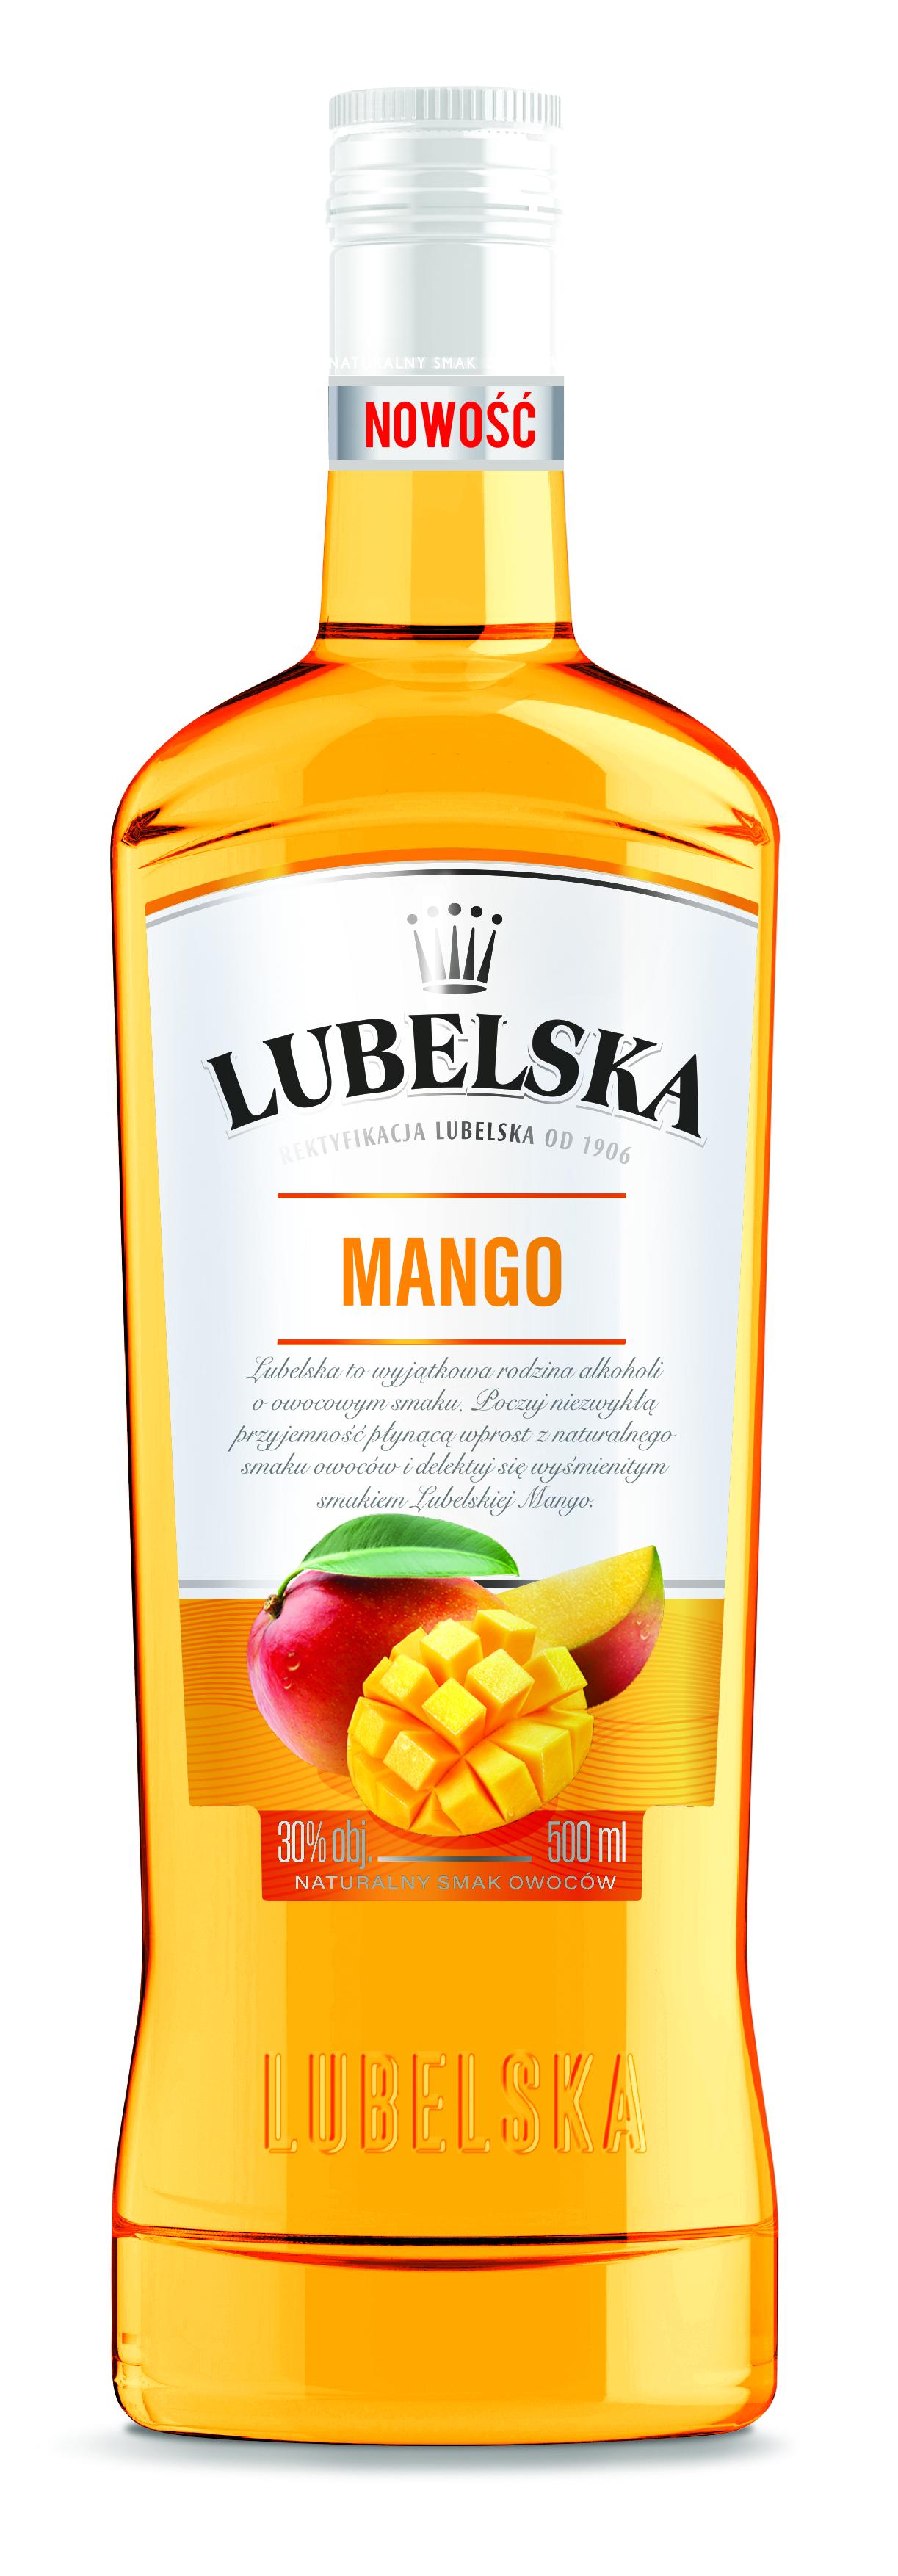 NATURALNY SMAK
NOWOŚĆ
LUBELSKA
REKTYFIKACJA LUBELSKA OD 1906
MANGO
Lubelska to wyjątkowa rodzina alkoholi
o owocowym smaku. Poczuj niezwykłą
przyjemność płynącą wprost z naturalnego
smaku owoców i delektuj się wyśmienitym
smakiem Lubelskiej Mango.
30% obj. 500 ml
NATURALNY SMAK OWOCÓW
LUBELSKA